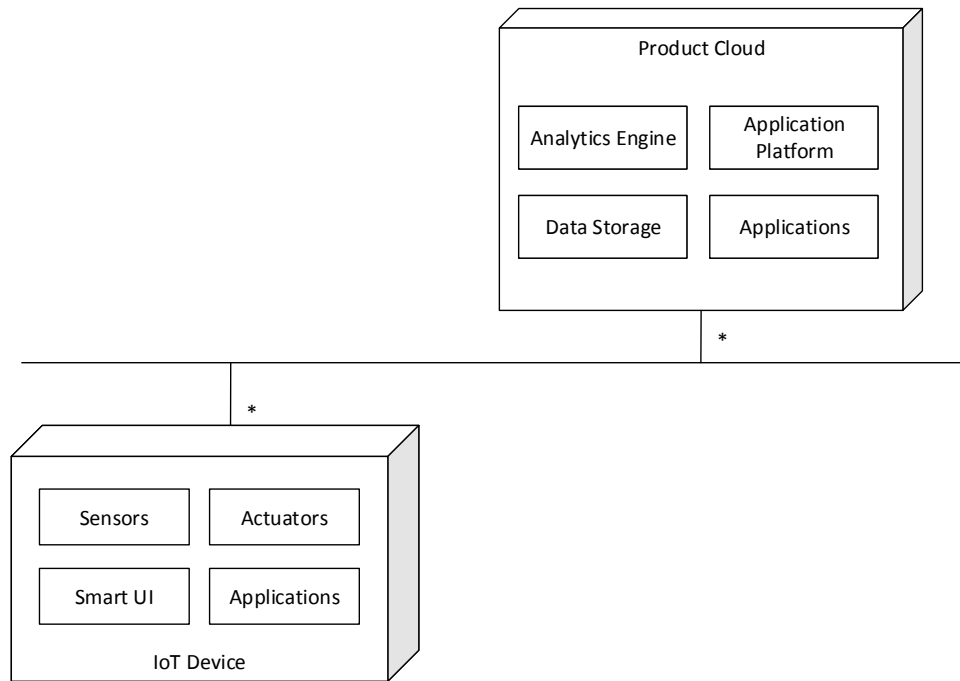 Product Cloud
Analytics Engine
Application
Platform
Data Storage
Applications
*
*
Sensors
Actuators
Smart UI
Applications
IoT Device